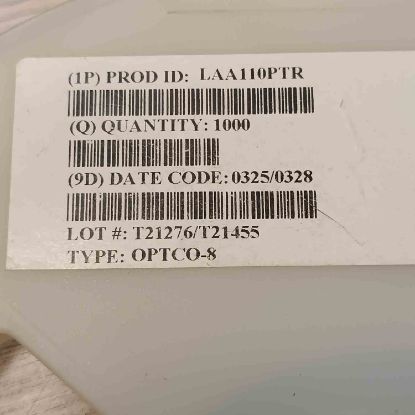 (1P) PROD ID: LAA110PTR
(Q) QUANTITY: 1000
(9D) DATE CODE: 0325/0328
LOT #: T21276/T21455
TYPE: OPTCO-8